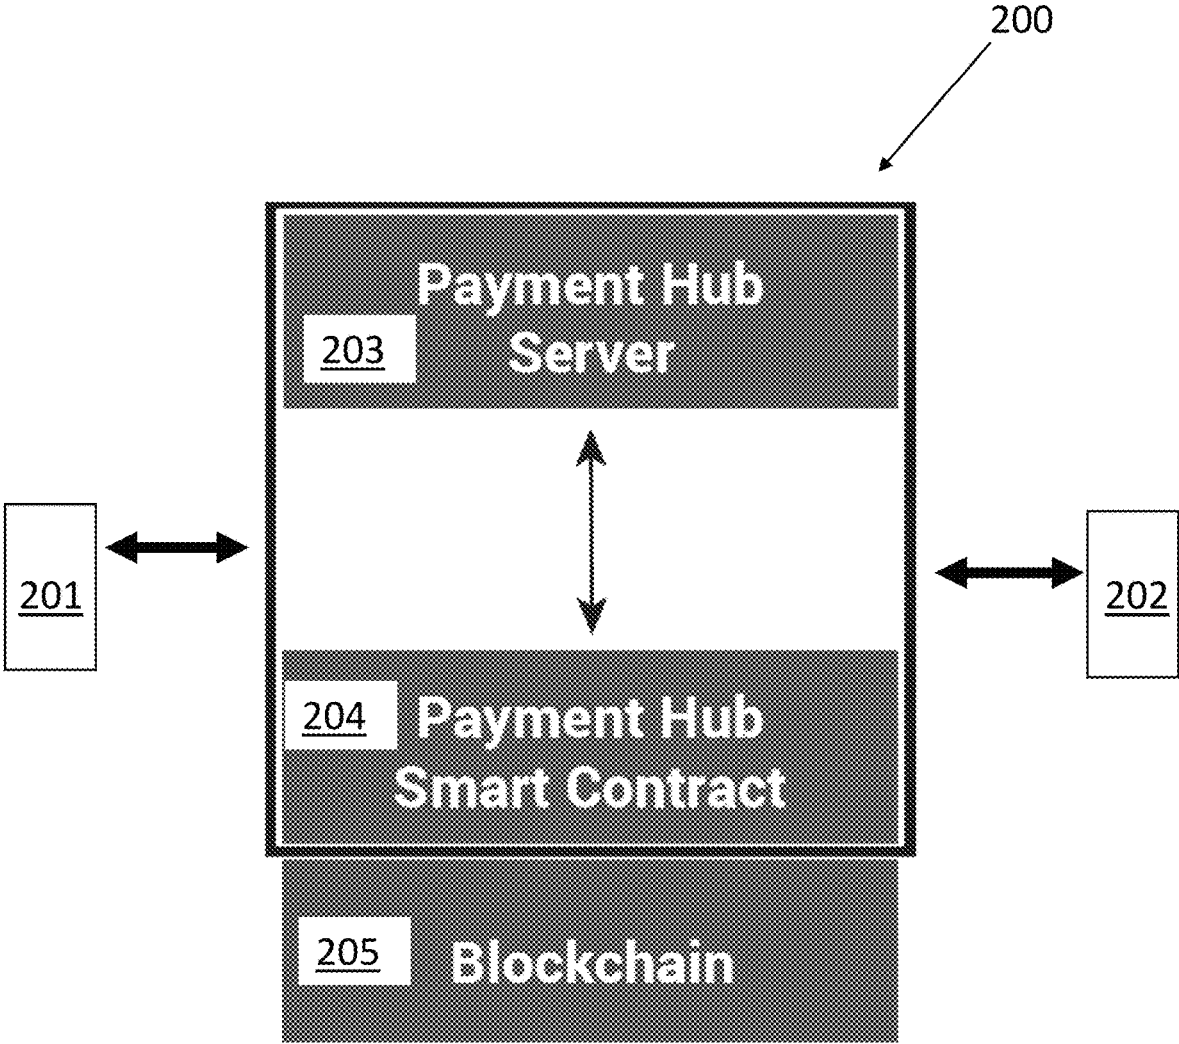 200
Payment Hub
Server
203
201
202
204
Payment Hub
Smart Contract
205
Blockchain